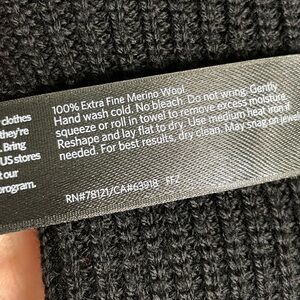 clothes
they're
Bring
US stores
our
program.
100% Extra Fine Merino Wool.
Hand wash cold. No bleach. Do not wring. Gently
squeeze or roll in towel to remove excess moisture.
Reshape and lay flat to dry. Use medium heat iron if
needed. For best results, dry clean. May snag on jewel
RN#78121/CA#63918 FFZ